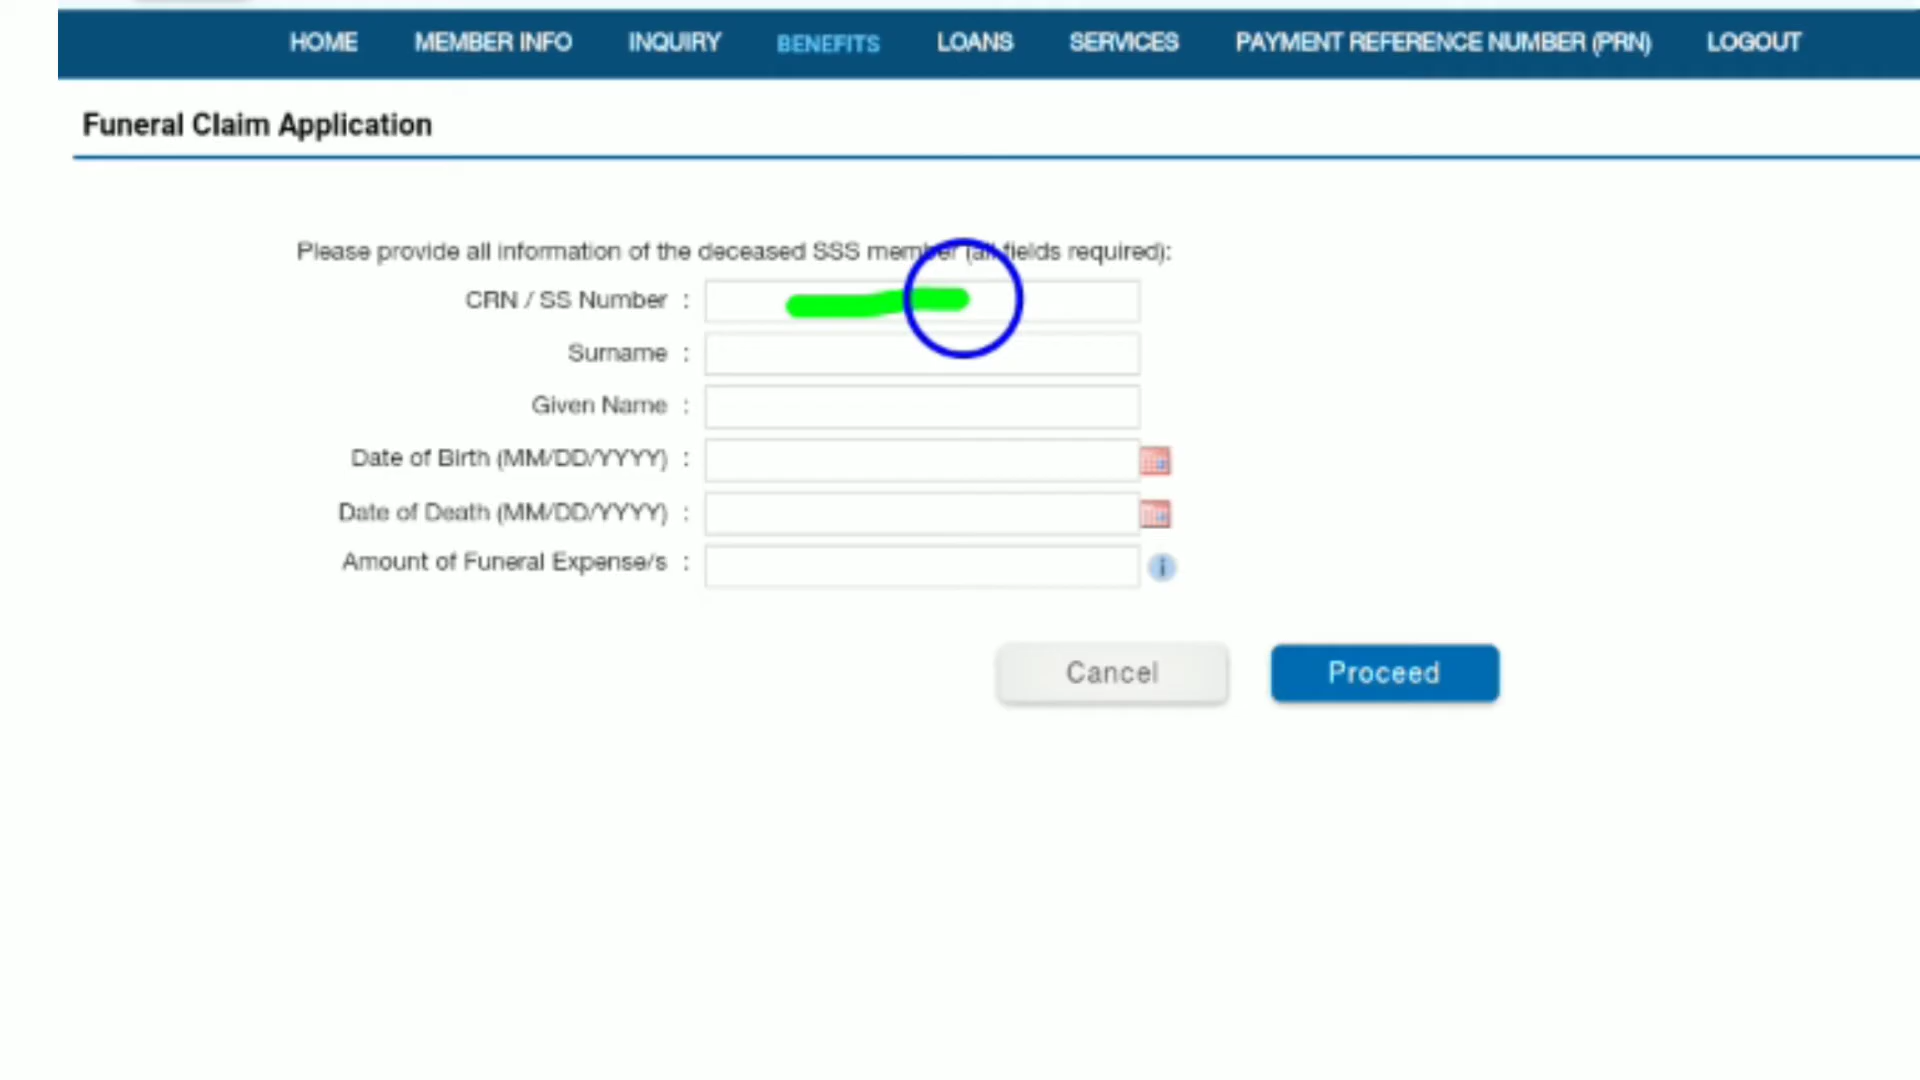 HOME MEMBER INFO INQUIRY BENEFITS LOANS SERVICES PAYMENT REFERENCE NUMBER (PRN) LOGOUT
Funeral Claim Application
Please provide all information of the deceased SSS member (all fields required):
CRN / SS Number :
Surname :
Given Name :
Date of Birth (MM/DD/YYYY) :
Date of Death (MM/DD/YYYY) :
Amount of Funeral Expense/s :
Cancel Proceed